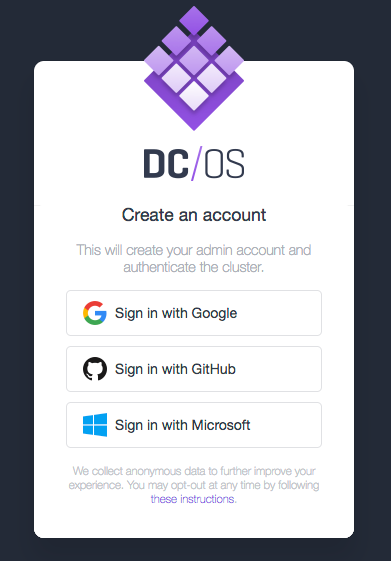 DC/OS
Create an account
This will create your admin account and
authenticate the cluster.
Sign in with Google
Sign in with GitHub
Sign in with Microsoft
We collect anonymous data to further improve your
experience. You may opt-out at any time by following
these instructions.